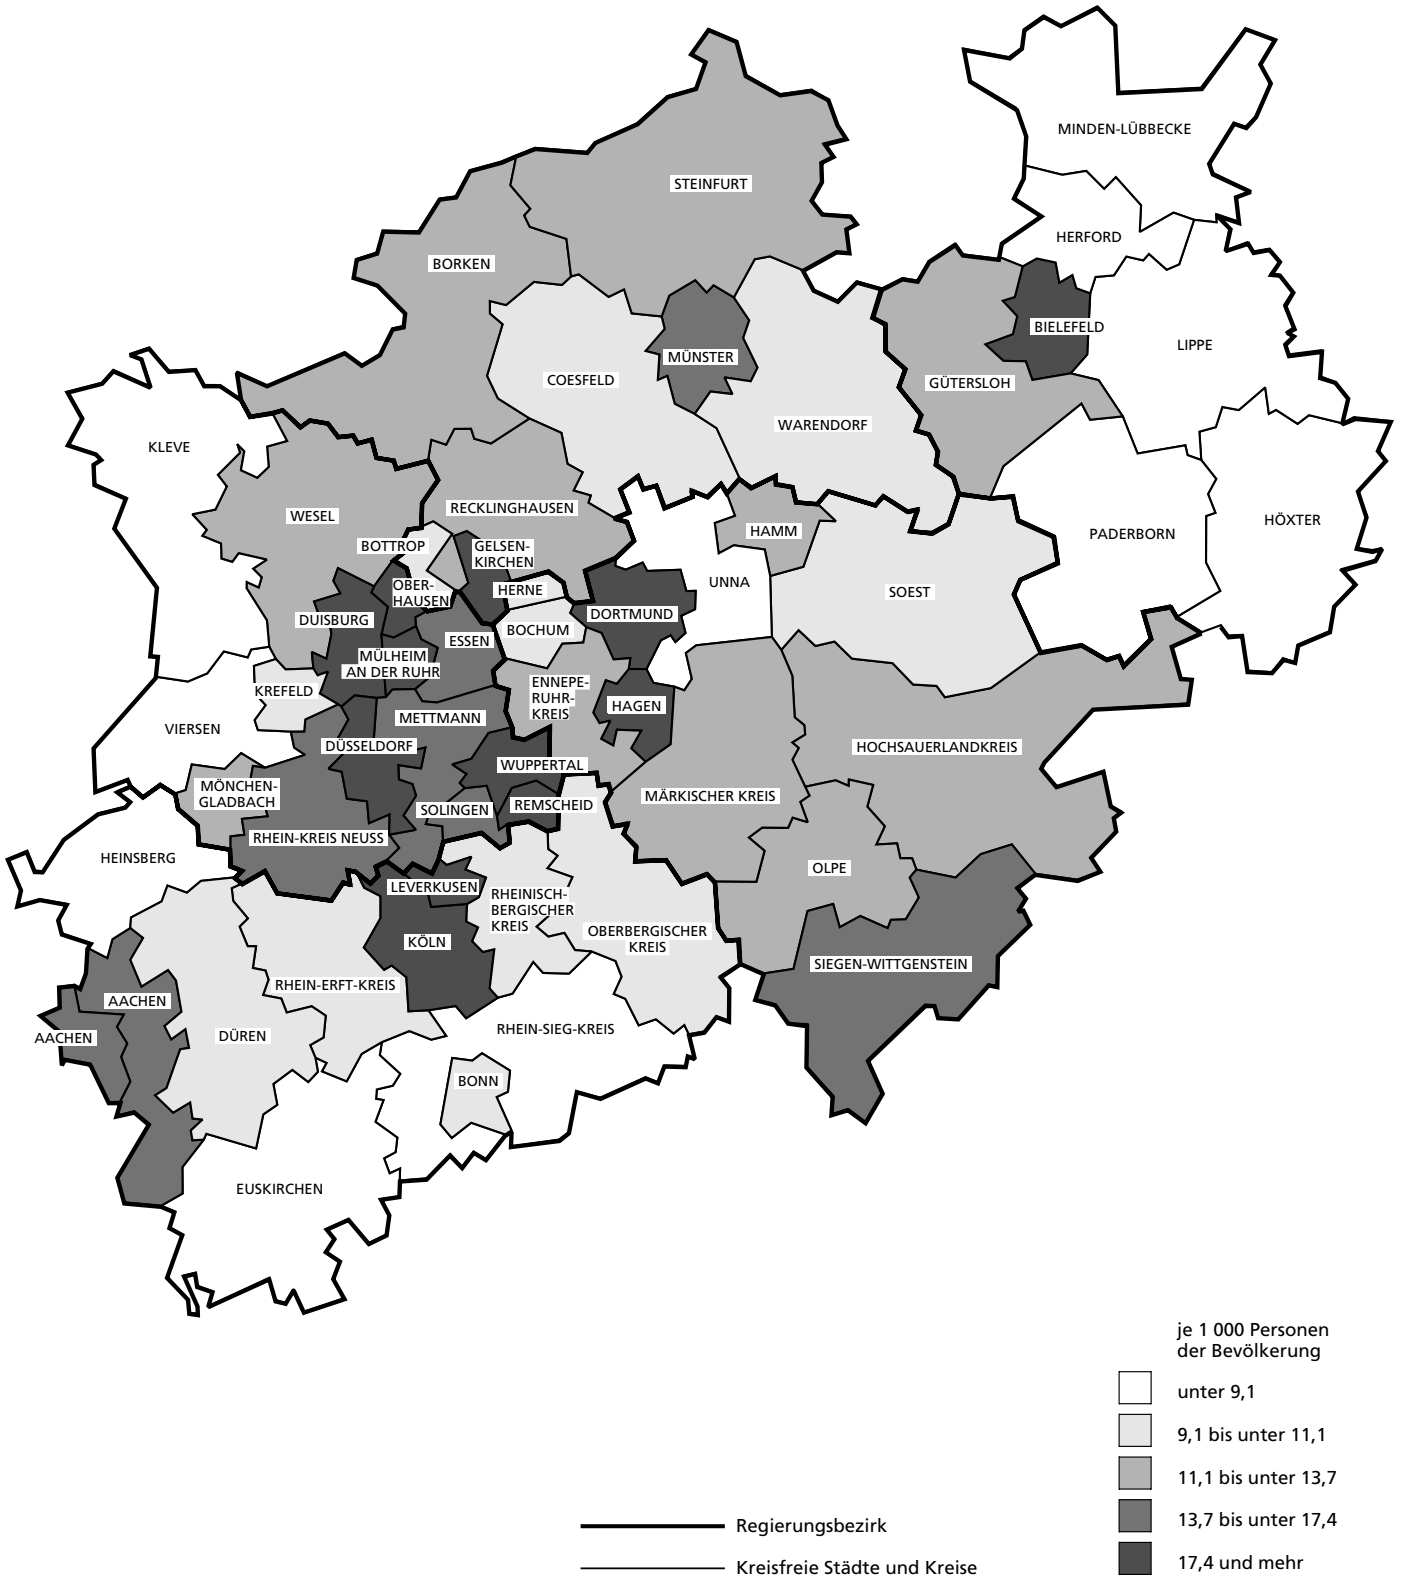 MINDEN-LÜBBECKE
STEINFURT
HERFORD
BORKEN
BIELEFELD
LIPPE
MÜNSTER
COESFELD
GÜTERSLOH
WARENDORF
KLEVE
RECKLINGHAUSEN
WESEL
HÖXTER
HAMM
PADERBORN
BOTTROP
GELSEN-
KIRCHEN
UNNA
OBER-
HAUSEN
HERNE
SOEST
DORTMUND
DUISBURG
BOCHUM
ESSEN
MÜLHEIM
AN DER RUHR
KREFELD
ENNEPE-
RUHR-
KREIS
HAGEN
METTMANN
VIERSEN
DÜSSELDORF
HOCHSAUERLANDKREIS
WUPPERTAL
MÖNCHEN-
GLADBACH
MÄRKISCHER KREIS
SOLINGEN
REMSCHEID
RHEIN-KREIS NEUSS
HEINSBERG
OLPE
LEVERKUSEN
RHEINISCH-
BERGISCHER
KREIS
OBERBERGISCHER
KREIS
KÖLN
SIEGEN-WITTGENSTEIN
RHEIN-ERFT-KREIS
AACHEN
RHEIN-SIEG-KREIS
DÜREN
AACHEN
BONN
EUSKIRCHEN
je 1 000 Personen
der Bevölkerung
unter 9,1
9,1 bis unter 11,1
11,1 bis unter 13,7
13,7 bis unter 17,4
17,4 und mehr
Regierungsbezirk
Kreisfreie Städte und Kreise